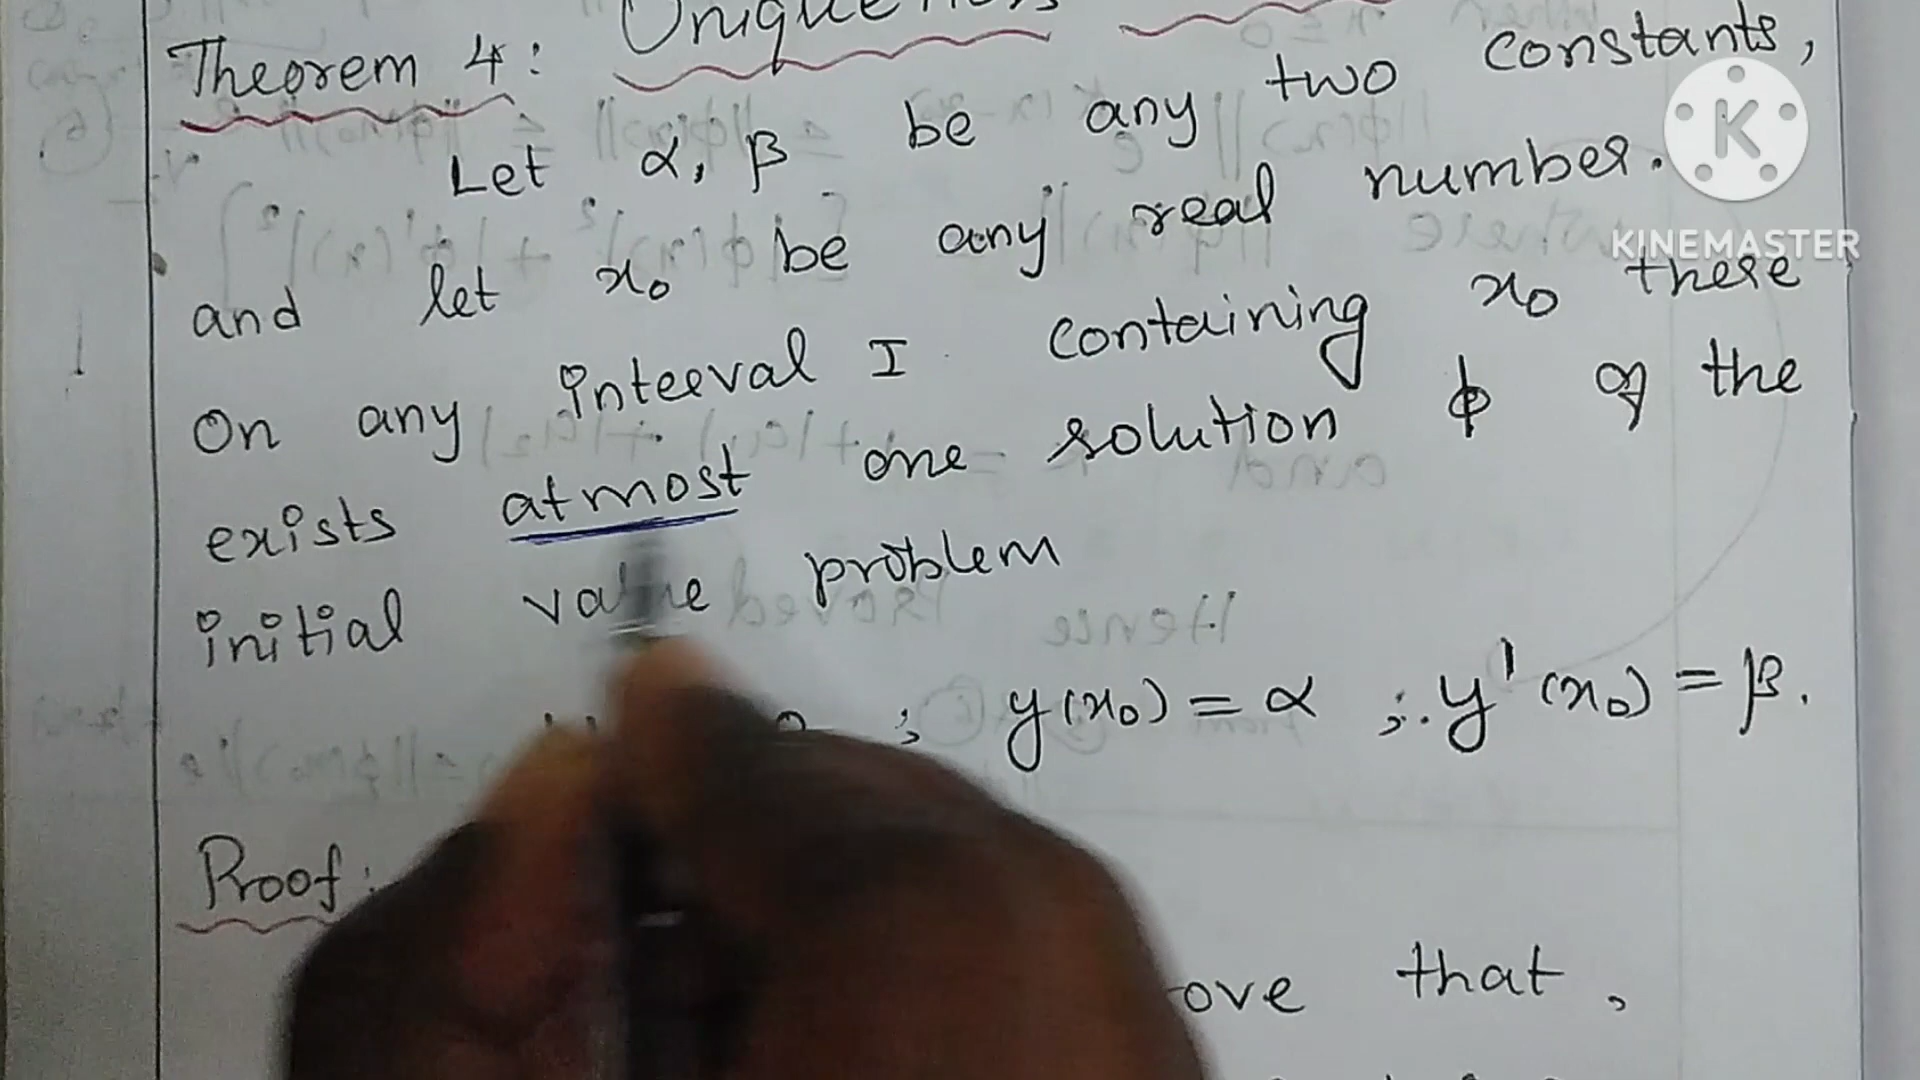 Theorem 4: Uniqueness
Let α, β be any two constants,
and let x₀ be any real number.
On any interval I containing x₀ there
exists atmost one solution ϕ of the
initial value problem
; y(x₀) = α ; y'(x₀) = β.
Proof:
that,
K
KINEMASTER